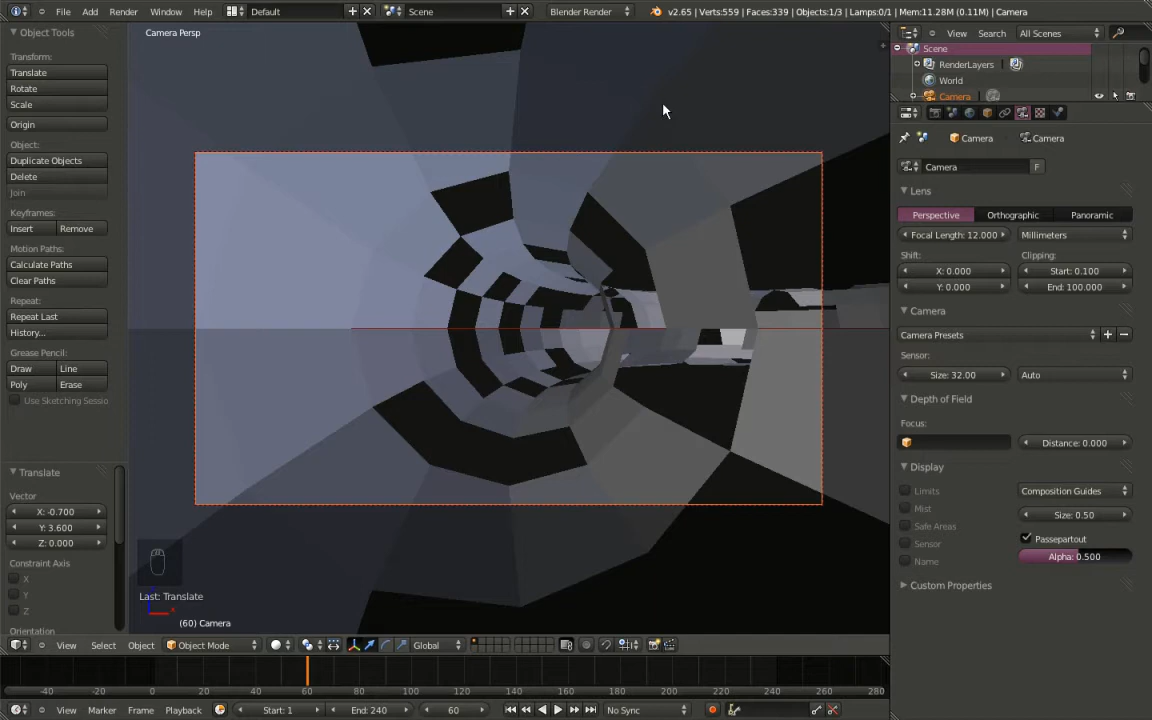 File Add Render Window Help Default Scene Blender Render v2.65 | Verts:559 | Faces:339 | Objects:1/3 | Lamps:0/1 | Mem:11.28M (0.11M) | Camera
Object Tools
Transform:
Translate
Rotate
Scale
Origin
Object:
Duplicate Objects
Delete
Join
Keyframes:
Insert Remove
Motion Paths:
Calculate Paths
Clear Paths
Repeat:
Repeat Last
History...
Grease Pencil:
Draw Line
Poly Erase
Use Sketching Sessio
Translate
Vector
X: -0.700
Y: 3.600
Z: 0.000
Constraint Axis
X
Y
Z
Orientation
Camera Persp
Last: Translate
(60) Camera
View Select Object Object Mode Global
-40 -20 0 20 40 60 80 100 120 140 160 180 200 220 240 260 280
View Marker Frame Playback Start: 1 End: 240 60 No Sync
View Search All Scenes
Scene
RenderLayers
World
Camera
Camera Camera
Camera F
Lens
Perspective Orthographic Panoramic
Focal Length: 12.000 Millimeters
Shift: Clipping:
X: 0.000 Start: 0.100
Y: 0.000 End: 100.000
Camera
Camera Presets
Sensor:
Size: 32.00 Auto
Depth of Field
Focus:
Distance: 0.000
Display
Limits Composition Guides
Mist Size: 0.50
Safe Areas
Sensor Passepartout
Name Alpha: 0.500
Custom Properties